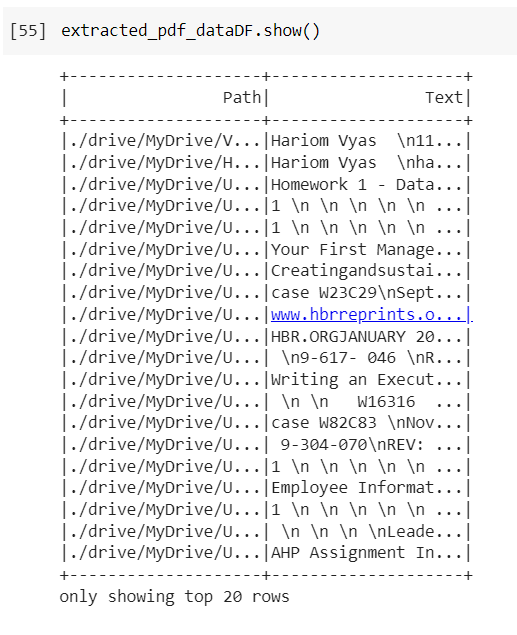 [55] extracted_pdf_dataDF.show()
+--------------------+--------------------+
|                Path|                Text|
+--------------------+--------------------+
|./drive/MyDrive/V...|Hariom Vyas  \n11...|
|./drive/MyDrive/H...|Hariom Vyas  \nha...|
|./drive/MyDrive/U...|Homework 1 - Data...|
|./drive/MyDrive/U...|1 \n \n \n \n \n ...|
|./drive/MyDrive/U...|1 \n \n \n \n \n ...|
|./drive/MyDrive/U...|Your First Manage...|
|./drive/MyDrive/U...|Creatingandsustai...|
|./drive/MyDrive/U...|case W23C29\nSept...|
|./drive/MyDrive/U...|www.hbrreprints.o...|
|./drive/MyDrive/U...|HBR.ORGJANUARY 20...|
|./drive/MyDrive/U...| \n9-617- 046 \nR...|
|./drive/MyDrive/U...|Writing an Execut...|
|./drive/MyDrive/U...| \n \n   W16316  ...|
|./drive/MyDrive/U...|case W82C83 \nNov...|
|./drive/MyDrive/U...| 9-304-070\nREV: ...|
|./drive/MyDrive/U...|1 \n \n \n \n \n ...|
|./drive/MyDrive/U...|Employee Informat...|
|./drive/MyDrive/U...|1 \n \n \n \n \n ...|
|./drive/MyDrive/U...| \n \n \n \nLeade...|
|./drive/MyDrive/U...|AHP Assignment In...|
+--------------------+--------------------+
only showing top 20 rows